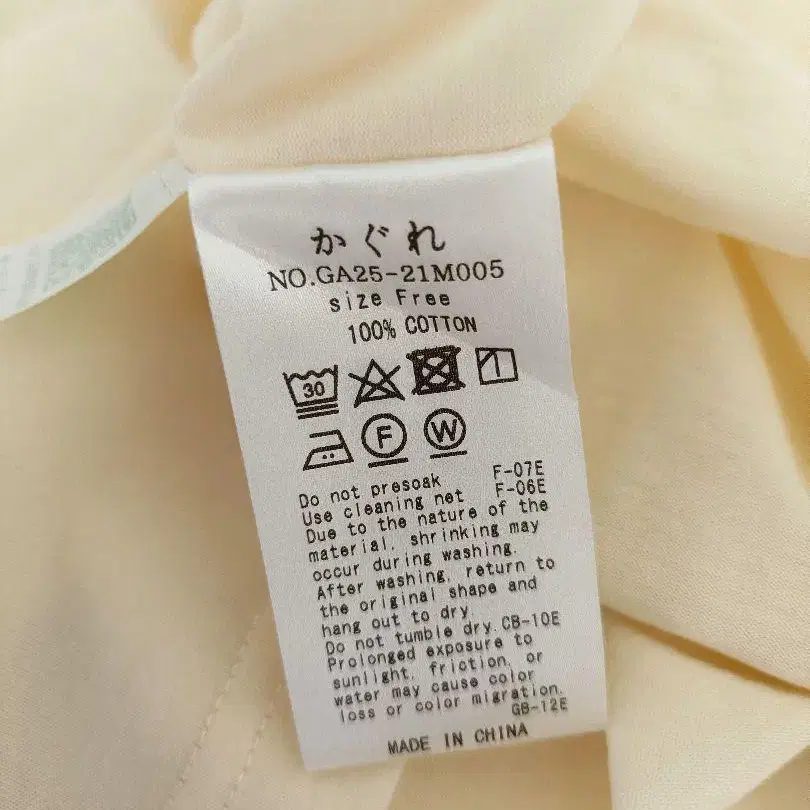 かぐれ
NO.GA25-21M005
size Free
100% COTTON
30
F W
Do not presoak F-07E
Use cleaning net F-06E
Due to the nature of the
material, shrinking may
occur during washing.
After washing, return to
the original shape and
hang out to dry.
Do not tumble dry.CB-10E
Prolonged exposure to
sunlight, friction, or
water may cause color
loss or color migration.
GB-12E
MADE IN CHINA